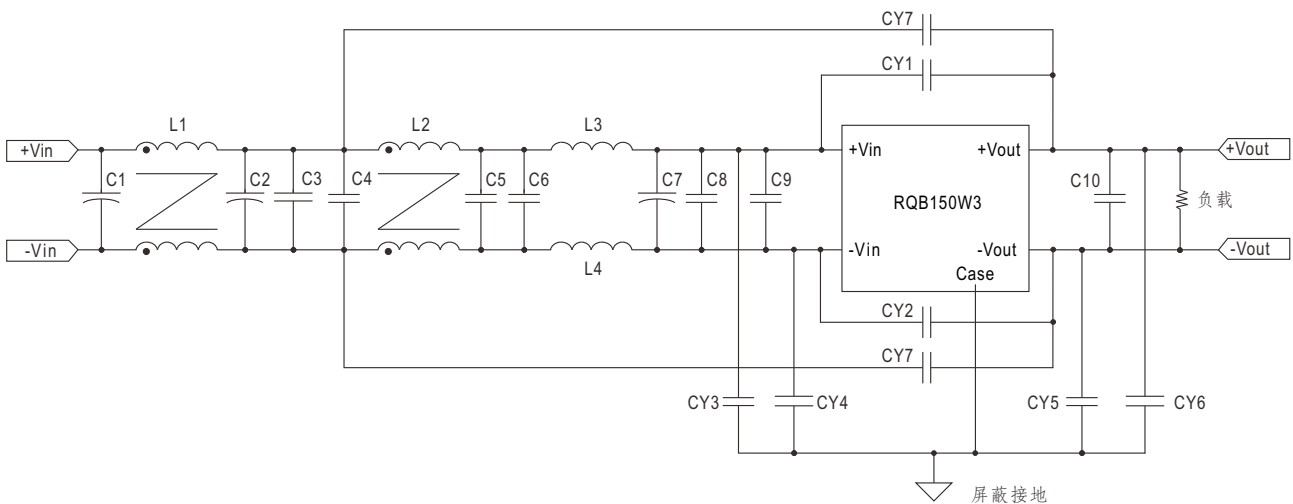 CY7
CY1
L1
L2
L3
+Vin
+Vin
+Vout
+Vout
C1
C2
C3
C4
C5
C6
C7
C8
C9
RQB150W3
C10
负载
-Vin
L4
-Vin
-Vout
-Vout
Case
CY2
CY7
CY3
CY4
CY5
CY6
屏蔽接地